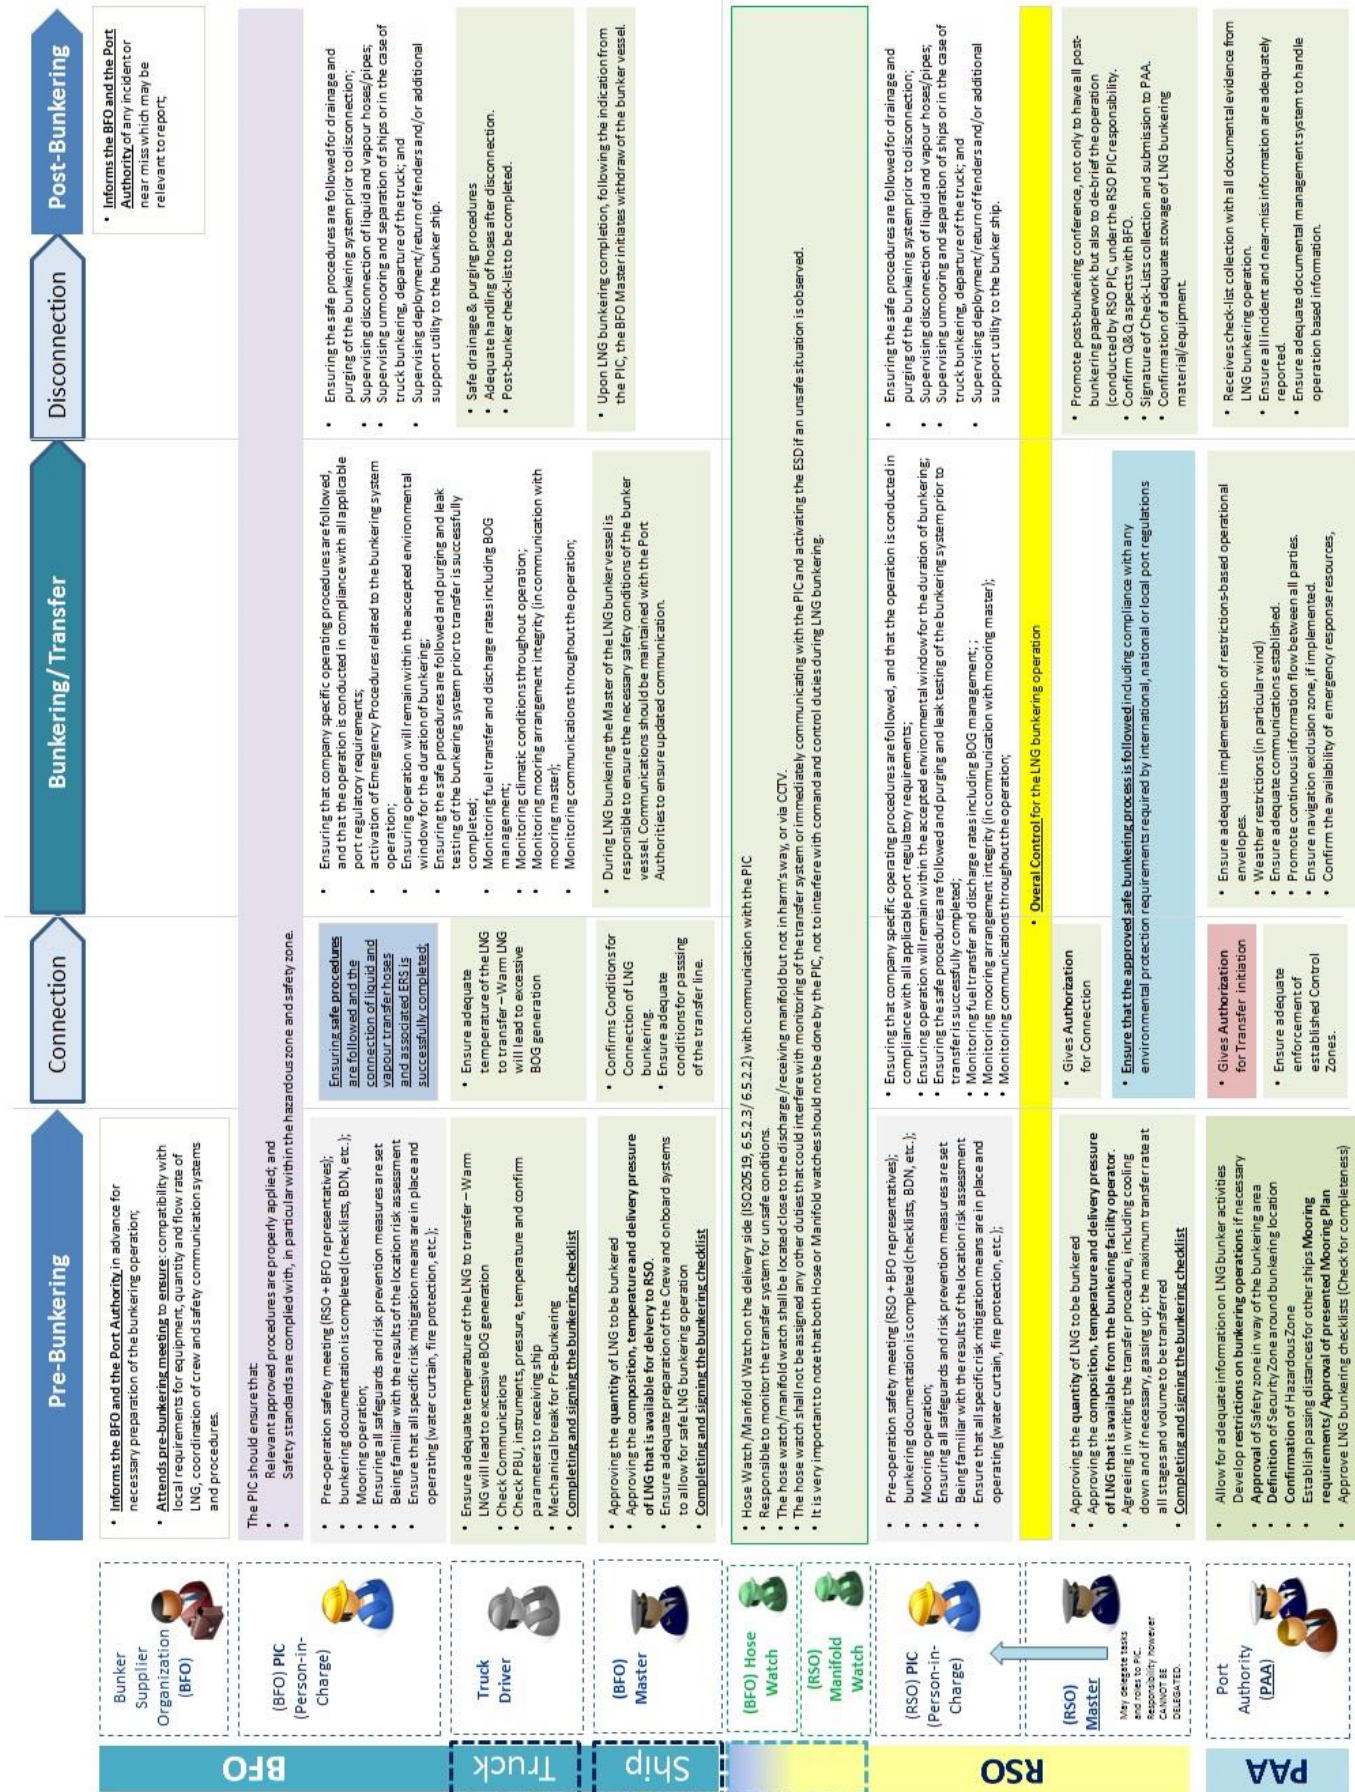 Pre-Bunkering
Connection
Bunkering/Transfer
Disconnection
Post-Bunkering
BFO
Bunker
Supplier
Organization
(BFO)
• Informs the BFO and the Port Authority in advance for
necessary preparation of the bunkering operation;
• Attends pre-bunkering meeting to ensure: compatibility with
local requirements for equipment, quantity and flow rate of
LNG, coordination of crew and safety communication systems
and procedures.
• Informs the BFO and the Port
Authority of any incident or
near miss which may be
relevant to report;
(BFO) PIC
(Person-in-
Charge)
The PIC should ensure that:
• Relevant approved procedures are properly applied; and
• Safety standards are complied with, in particular within the hazardous zone and safety zone.
• Pre-operation safety meeting (RSO + BFO representatives);
• bunkering documentation is completed (checklists, BDN, etc.);
• Mooring operation;
• Ensuring all safeguards and risk prevention measures are set
• Being familiar with the results of the location risk assessment
• Ensure that all specific risk mitigation means are in place and
operating (water curtain, fire protection, etc.);
Ensuring safe procedures
are followed and the
connection of liquid and
vapour transfer hoses
and associated ERS is
successfully completed;
• Ensuring that company specific operating procedures are followed,
and that the operation is conducted in compliance with all applicable
port regulatory requirements;
• activation of Emergency Procedures related to the bunkering system
operation;
• Ensuring operation will remain within the accepted environmental
window for the duration of bunkering;
• Ensuring the safe procedures are followed and purging and leak
testing of the bunkering system prior to transfer is successfully
completed;
• Monitoring fuel transfer and discharge rates including BOG
management;
• Monitoring climatic conditions throughout operation;
• Monitoring mooring arrangement integrity (in communication with
mooring master);
• Monitoring communications throughout the operation;
• Ensuring the safe procedures are followed for drainage and
purging of the bunkering system prior to disconnection;
• Supervising disconnection of liquid and vapour hoses/pipes;
• Supervising unmooring and separation of ships or in the case of
truck bunkering, departure of the truck; and
• Supervising deployment/return of fenders and/or additional
support utility to the bunker ship.
Truck
Truck
Driver
• Ensure adequate temperature of the LNG to transfer – Warm
LNG will lead to excessive BOG generation
• Check Communications
• Check PBU, instruments, pressure, temperature and confirm
parameters to receiving ship
• Mechanical break for Pre-Bunkering
• Completing and signing the bunkering checklist
• Ensure adequate
temperature of the LNG
to transfer – Warm LNG
will lead to excessive
BOG generation
• Safe drainage & purging procedures
• Adequate handling of hoses after disconnection.
• Post-bunker check-list to be completed.
Ship
(BFO)
Master
• Approving the quantity of LNG to be bunkered
• Approving the composition, temperature and delivery pressure
of LNG that is available for delivery to RSO.
• Ensure adequate preparation of the Crew and onboard systems
to allow for safe LNG bunkering operation
• Completing and signing the bunkering checklist
• Confirms Conditions for
Connection of LNG
bunkering.
• Ensure adequate
conditions for passsing
of the transfer line.
• During LNG bunkering the Master of the LNG bunker vessel is
responsible to ensure the necessary safety conditions of the bunker
vessel. Communications should be maintained with the Port
Authorities to ensure updated communication.
• Upon LNG bunkering completion, following the indication from
the PIC, the BFO Master initiates withdraw of the bunker vessel.
(BFO) Hose
Watch
(RSO)
Manifold
Watch
• Hose Watch/Manifold Watch on the delivery side (ISO20519, 6.5.2.3/ 6.5.2.2) with communication with the PIC
• Responsible to monitor the transfer system for unsafe conditions.
• The hose watch/manifold watch shall be located close to the discharge/receiving manifold but not in harm's way, or via CCTV.
• The hose watch shall not be assigned any other duties that could interfere with monitoring of the transfer system or immediately communicating with the PIC and activating the ESD if an unsafe situation is observed.
• It is very important to note that both Hose or Manifold watches should not be done by the PIC, not to interfere with comand and control duties during LNG bunkering.
RSO
(RSO) PIC
(Person-in-
Charge)
• Pre-operation safety meeting (RSO + BFO representatives);
• bunkering documentation is completed (checklists, BDN, etc.);
• Mooring operation;
• Ensuring all safeguards and risk prevention measures are set
• Being familiar with the results of the location risk assessment
• Ensure that all specific risk mitigation means are in place and
operating (water curtain, fire protection, etc.);
• Ensuring that company specific operating procedures are followed, and that the operation is conducted in
compliance with all applicable port regulatory requirements;
• Ensuring operation will remain within the accepted environmental window for the duration of bunkering;
• Ensuring the safe procedures are followed and purging and leak testing of the bunkering system prior to
transfer is successfully completed;
• Monitoring fuel transfer and discharge rates including BOG management; ;
• Monitoring mooring arrangement integrity (in communication with mooring master);
• Monitoring communications throughout the operation;
• Ensuring the safe procedures are followed for drainage and
purging of the bunkering system prior to disconnection;
• Supervising disconnection of liquid and vapour hoses/pipes;
• Supervising unmooring and separation of ships or in the case of
truck bunkering, departure of the truck; and
• Supervising deployment/return of fenders and/or additional
support utility to the bunker ship.
• Overal Control for the LNG bunkering operation
(RSO)
Master
May delegate tasks
and roles to PIC.
Responsibility however
CANNOT BE
DELEGATED.
• Approving the quantity of LNG to be bunkered
• Approving the composition, temperature and delivery pressure
of LNG that is available from the bunkering facility operator.
• Agreeing in writing the transfer procedure, including cooling
down and if necessary, gassing up; the maximum transfer rate at
all stages and volume to be transferred
• Completing and signing the bunkering checklist
• Gives Authorization
for Connection
• Ensure that the approved safe bunkering process is followed including compliance with any
environmental protection requirements required by international, national or local port regulations
• Promote post-bunkering conference, not only to have all post-
bunkering paperwork but also to de-brief the operation
(conducted by RSO PIC, under the RSO PIC responsibility.
• Confirm Q&Q aspects with BFO.
• Signature of Check-Lists collection and submission to PAA.
• Confirmation of adequate stowage of LNG bunkering
material/equipment.
PAA
Port
Authority
(PAA)
• Allow for adequate information on LNG bunker activities
• Develop restrictions on bunkering operations if necessary
• Approval of Safety zone in way of the bunkering area
• Definition of Security Zone around bunkering location
• Confirmation of Hazardous Zone
• Establish passing distances for other ships Mooring
requirements/ Approval of presented Mooring Plan
• Approve LNG bunkering checklists (Check for completeness)
• Gives Authorization
for Transfer initiation
• Ensure adequate
enforcement of
established Control
Zones.
• Ensure adequate implementstion of restrictions-based operational
envelopes.
• Weather restrictions (in particular wind)
• Ensure adequate communications established.
• Promote continuous information flow between all parties.
• Ensure navigation exclusion zone, if implemented.
• Confirm the availability of emergency response resources,
• Receives check-list collection with all documental evidence from
LNG bunkering operation.
• Ensure all incident and near-miss information are adequately
reported.
• Ensure adequate documental management system to handle
operation based information.